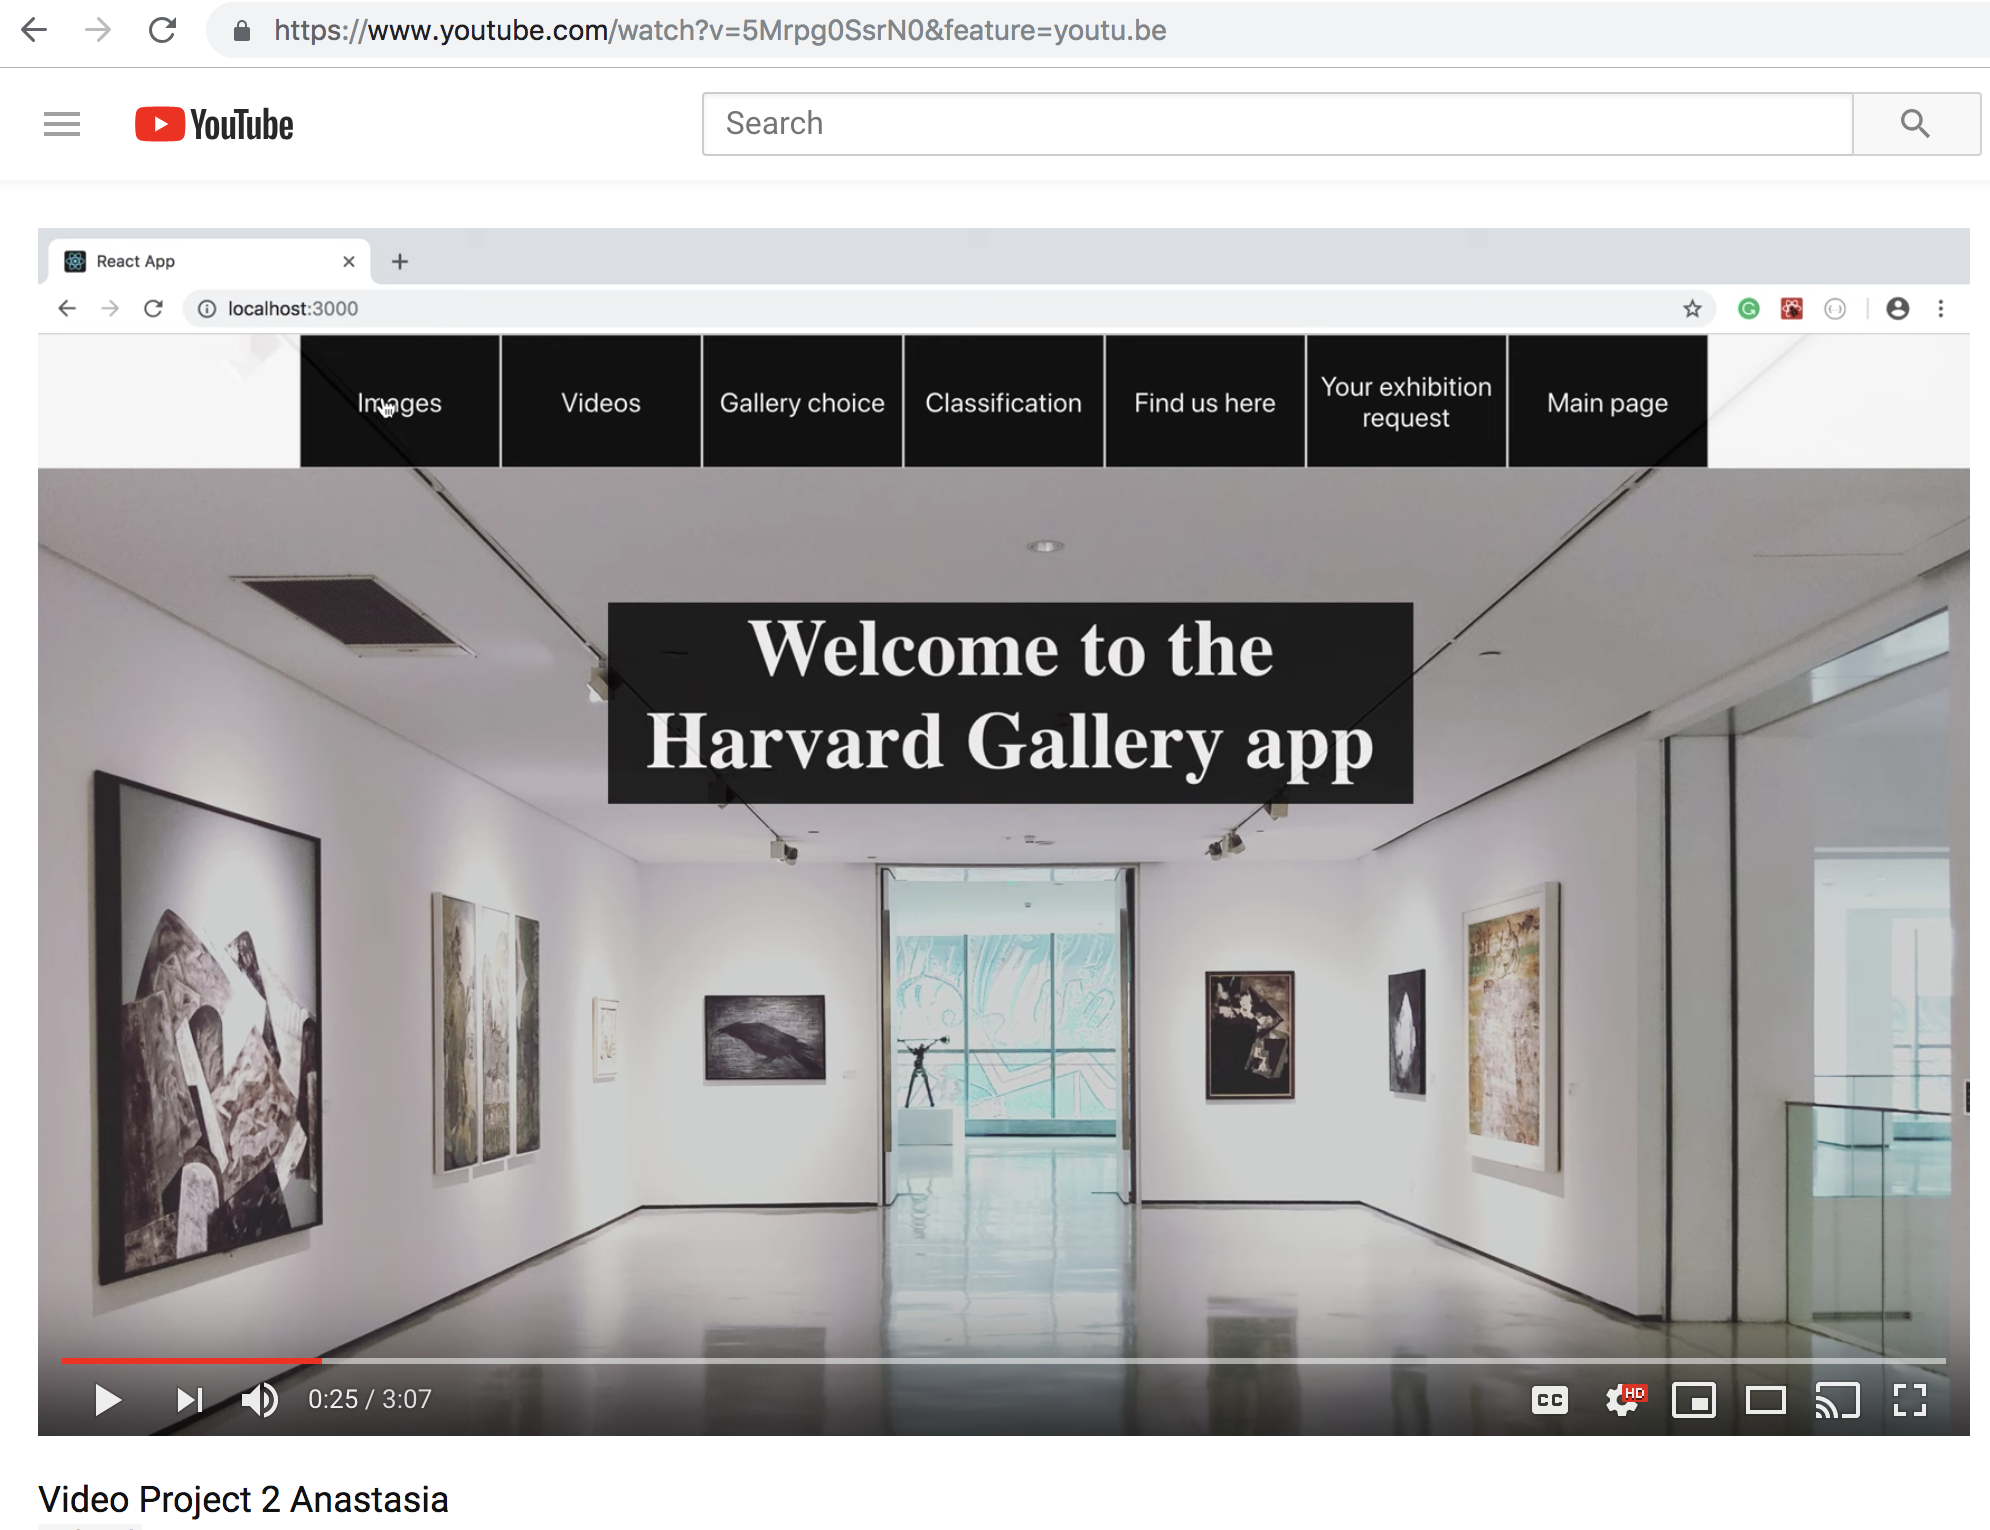 https://www.youtube.com/watch?v=5Mrpg0SsrN0&feature=youtu.be
YouTube
Search
React App
localhost:3000
Images
Videos
Gallery choice
Classification
Find us here
Your exhibition
request
Main page
Welcome to the
Harvard Gallery app
0:25 / 3:07
CC
HD
Video Project 2 Anastasia